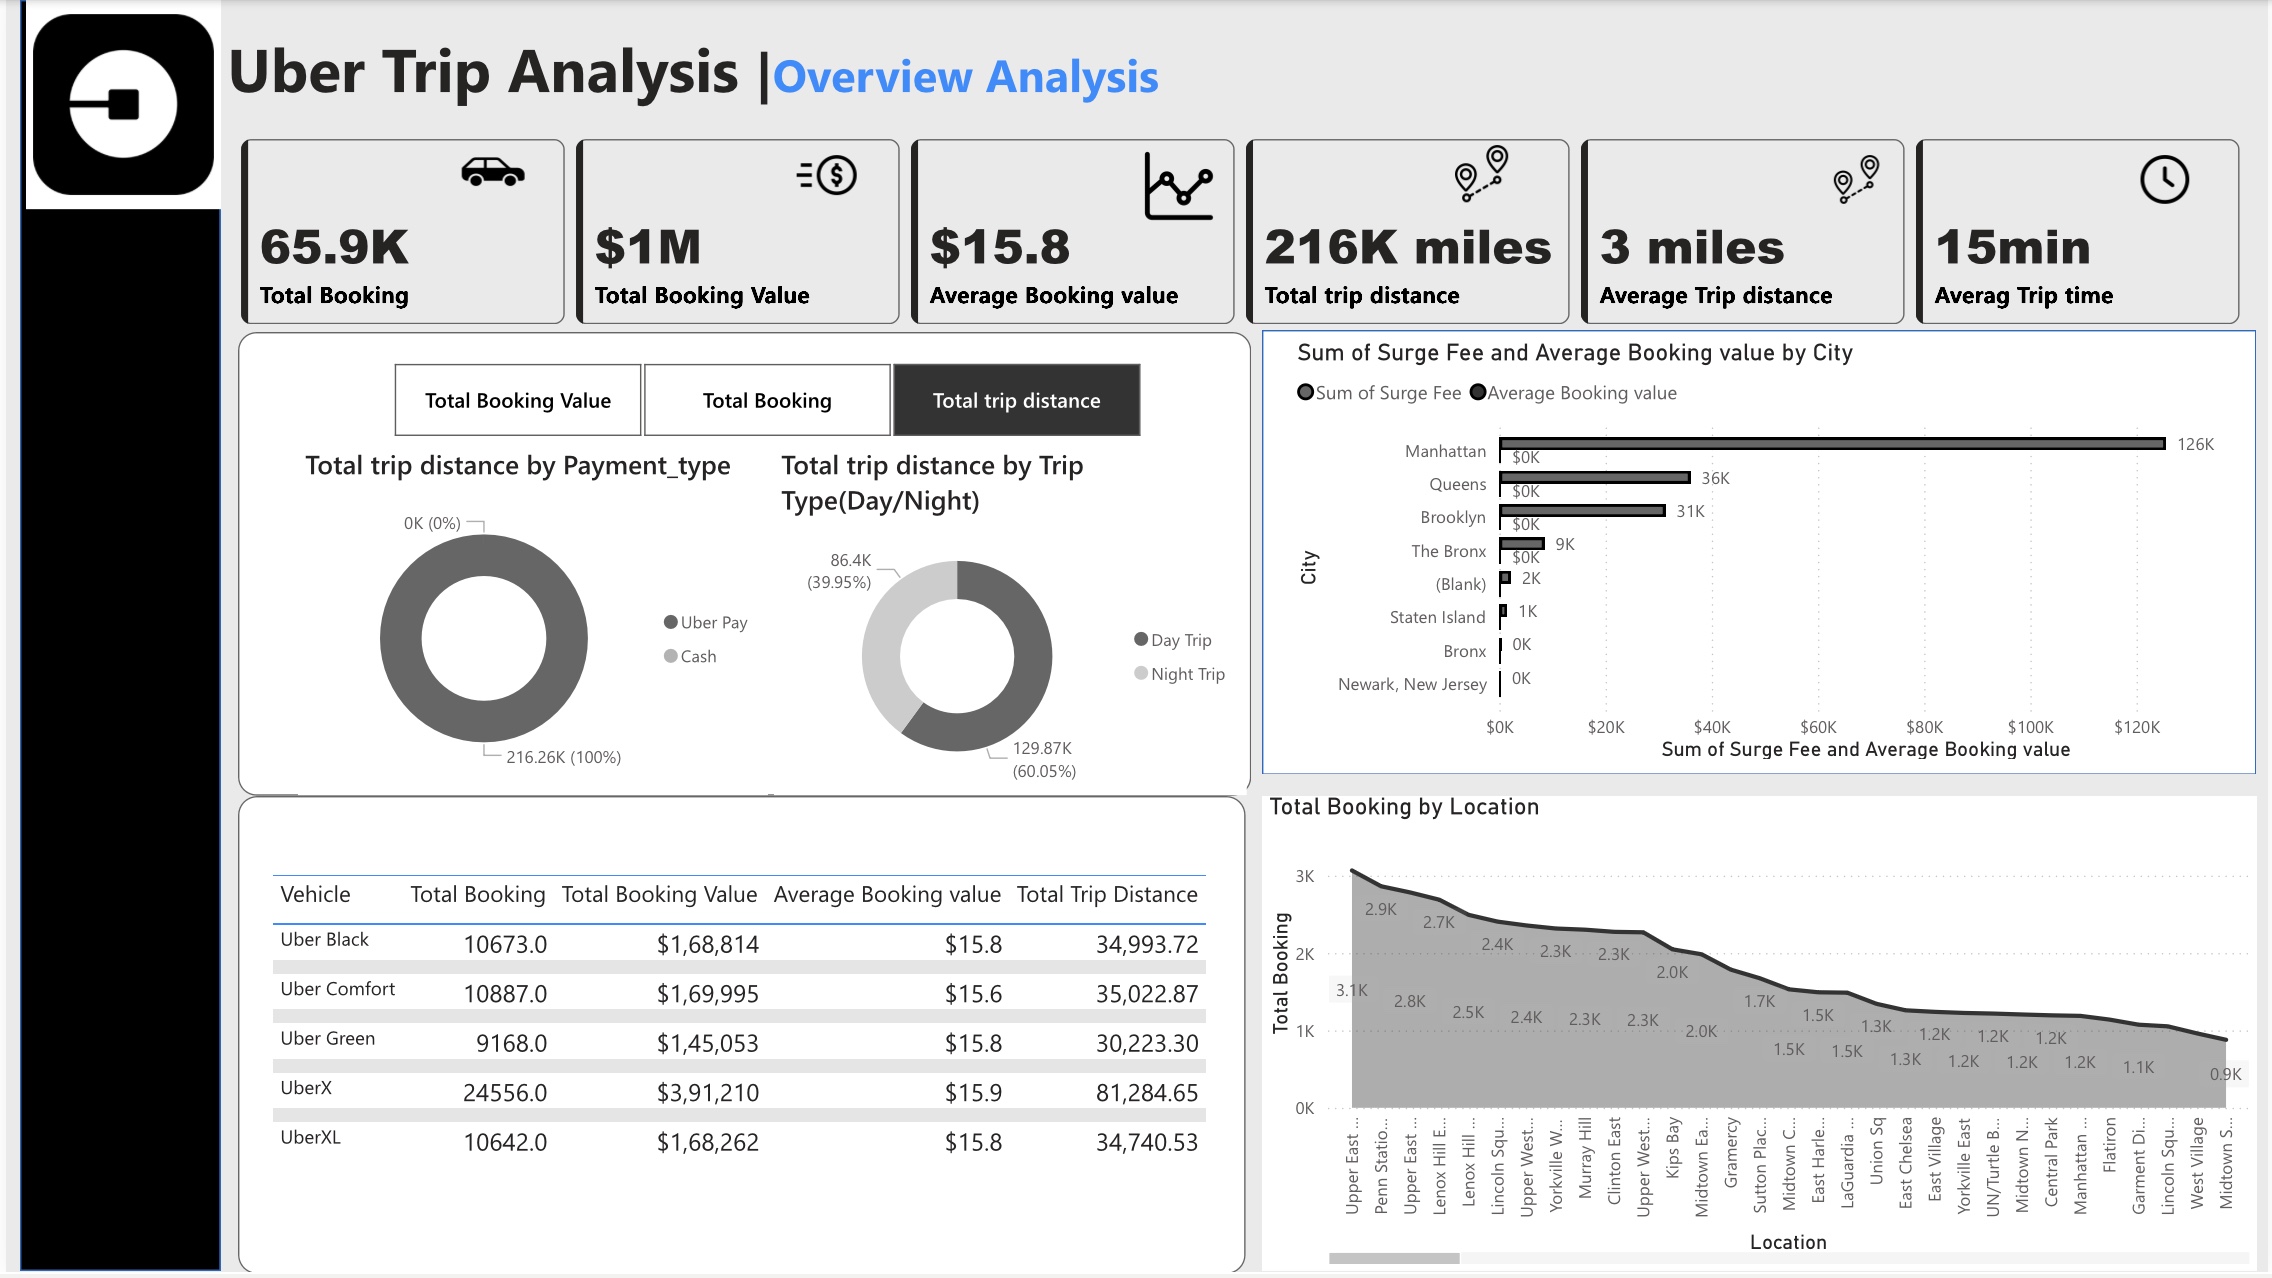 Uber Trip Analysis |Overview Analysis
65.9K
Total Booking
$1M
Total Booking Value
$15.8
Average Booking value
216K miles
Total trip distance
3 miles
Average Trip distance
15min
Averag Trip time
Total Booking Value
Total Booking
Total trip distance
Total trip distance by Payment_type
0K (0%)
216.26K (100%)
Uber Pay
Cash
Total trip distance by Trip
Type(Day/Night)
86.4K
(39.95%)
129.87K
(60.05%)
Day Trip
Night Trip
Sum of Surge Fee and Average Booking value by City
Sum of Surge Fee Average Booking value
City
Manhattan 126K
$0K
Queens 36K
$0K
Brooklyn 31K
$0K
The Bronx 9K
$0K
(Blank) 2K
Staten Island 1K
Bronx 0K
Newark, New Jersey 0K
$0K $20K $40K $60K $80K $100K $120K
Sum of Surge Fee and Average Booking value
Vehicle Total Booking Total Booking Value Average Booking value Total Trip Distance
Uber Black 10673.0 $1,68,814 $15.8 34,993.72
Uber Comfort 10887.0 $1,69,995 $15.6 35,022.87
Uber Green 9168.0 $1,45,053 $15.8 30,223.30
UberX 24556.0 $3,91,210 $15.9 81,284.65
UberXL 10642.0 $1,68,262 $15.8 34,740.53
Total Booking by Location
Total Booking
3K
2K
1K
0K
3.1K
2.9K
2.8K
2.7K
2.5K
2.4K
2.4K
2.3K
2.3K
2.3K
2.3K
2.0K
2.0K
1.7K
1.5K
1.5K
1.5K
1.3K
1.3K
1.2K
1.2K
1.2K
1.2K
1.2K
1.2K
1.1K
0.9K
Upper East ...
Penn Statio...
Upper East ...
Lenox Hill E...
Lenox Hill ...
Lincoln Squ...
Upper West...
Yorkville W...
Murray Hill
Clinton East
Upper West...
Kips Bay
Midtown Ea...
Gramercy
Sutton Plac...
Midtown C...
East Harle...
LaGuardia ...
Union Sq
East Chelsea
East Village
Yorkville East
UN/Turtle B...
Midtown N...
Central Park
Manhattan ...
Flatiron
Garment Di...
Lincoln Squ...
West Village
Midtown S...
Location